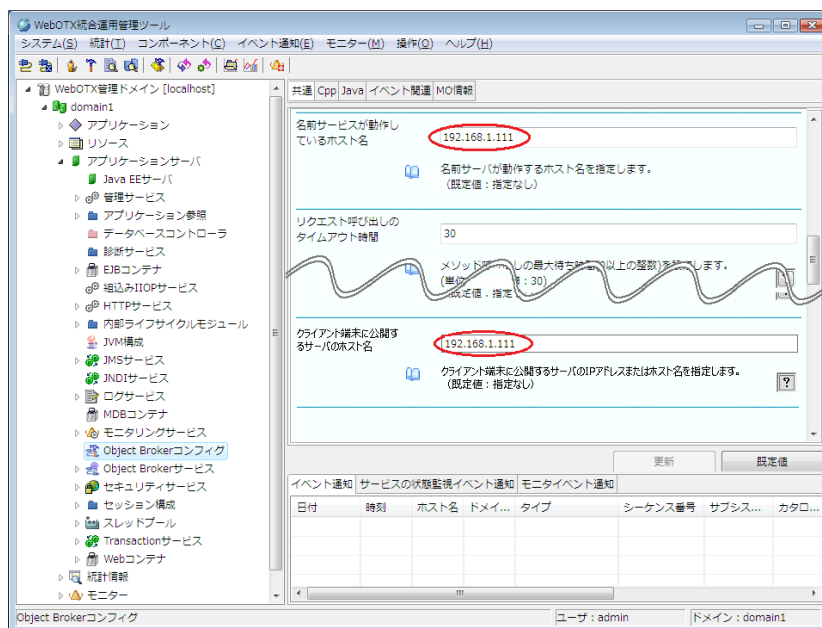 WebOTX統合運用管理ツール
システム(S) 統計(T) コンポーネント(C) イベント通知(E) モニター(M) 操作(O) ヘルプ(H)
WebOTX管理ドメイン [localhost]
domain1
アプリケーション
リソース
アプリケーションサーバ
Java EEサーバ
管理サービス
アプリケーション参照
データベースコントローラ
診断サービス
EJBコンテナ
組込みIIOPサービス
HTTPサービス
内部ライフサイクルモジュール
JVM構成
JMSサービス
JNDIサービス
ログサービス
MDBコンテナ
モニタリングサービス
Object Brokerコンフィグ
Object Brokerサービス
セキュリティサービス
セッション構成
スレッドプール
Transactionサービス
Webコンテナ
統計情報
モニター
共通 Cpp Java イベント関連 MO情報
名前サービスが動作し
ているホスト名
192.168.1.111
名前サーバが動作するホスト名を指定します。
（既定値：指定なし）
リクエスト呼び出しの
タイムアウト時間
30
メソッド
しの最大待ち時間
以上の整数)を
します。
(単位
: 30)
既定値
指定
クライアント端末に公開す
るサーバのホスト名
192.168.1.111
クライアント端末に公開するサーバのIPアドレスまたはホスト名を指定します。
（既定値：指定なし）
?
更新 既定値
イベント通知 サービスの状態監視イベント通知 モニタイベント通知
日付 時刻 ホスト名 ドメイ... タイプ シーケンス番号 サブシス... カタロ...
Object Brokerコンフィグ ユーザ : admin ドメイン : domain1